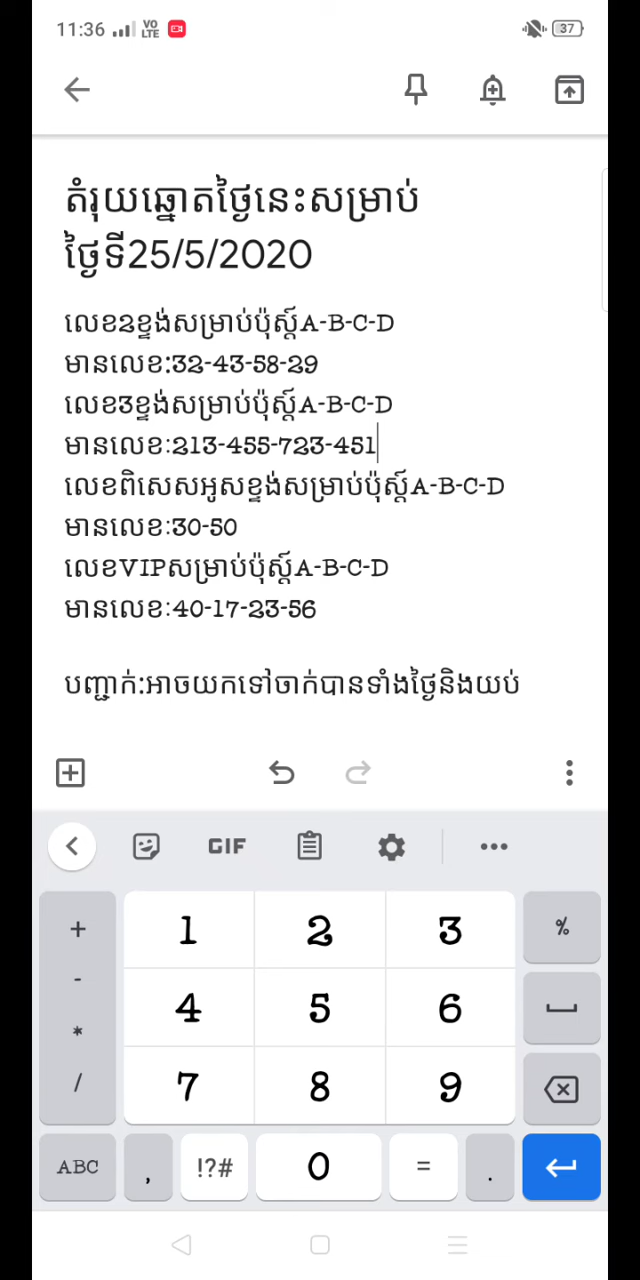 11:36 VO LTE 37
តំរុយឆ្នោតថ្ងៃនេះសម្រាប់
ថ្ងៃទី25/5/2020
លេខ2ខ្ទង់សម្រាប់ប៉ុស្ត៍A-B-C-D
មានលេខ:32-43-58-29
លេខ3ខ្ទង់សម្រាប់ប៉ុស្ត៍A-B-C-D
មានលេខ:213-455-723-451
លេខពិសេសអូសខ្ទង់សម្រាប់ប៉ុស្ត៍A-B-C-D
មានលេខ:30-50
លេខVIPសម្រាប់ប៉ុស្ត៍A-B-C-D
មានលេខ:40-17-23-56
បញ្ជាក់:អាចយកទៅចាក់បានទាំងថ្ងៃនិងយប់
GIF
+ 1 2 3 %
-
4 5 6
*
/ 7 8 9
ABC , !?# 0 = .